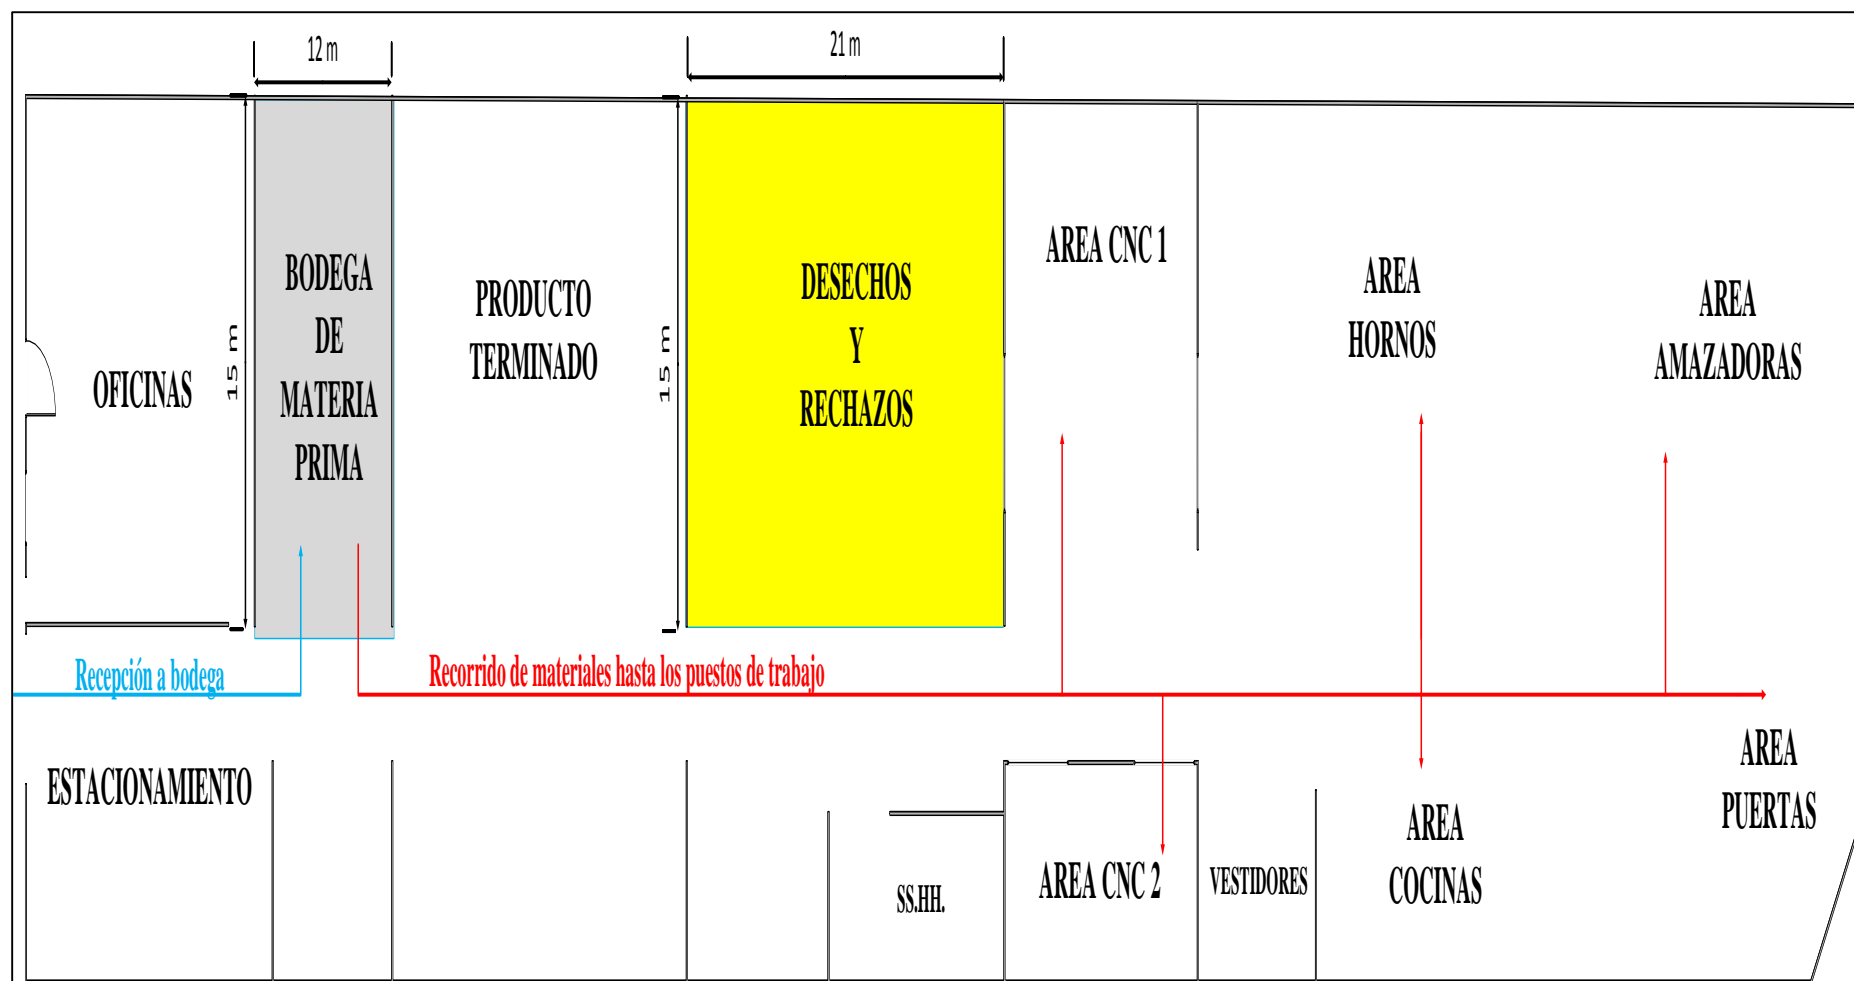 12 m
21 m
15 m
15 m
OFICINAS
BODEGA
DE
MATERIA
PRIMA
PRODUCTO
TERMINADO
DESECHOS
Y
RECHAZOS
AREA CNC 1
AREA
HORNOS
AREA
AMAZADORAS
Recepción a bodega
Recorrido de materiales hasta los puestos de trabajo
ESTACIONAMIENTO
SS.HH.
AREA CNC 2
VESTIDORES
AREA
COCINAS
AREA
PUERTAS